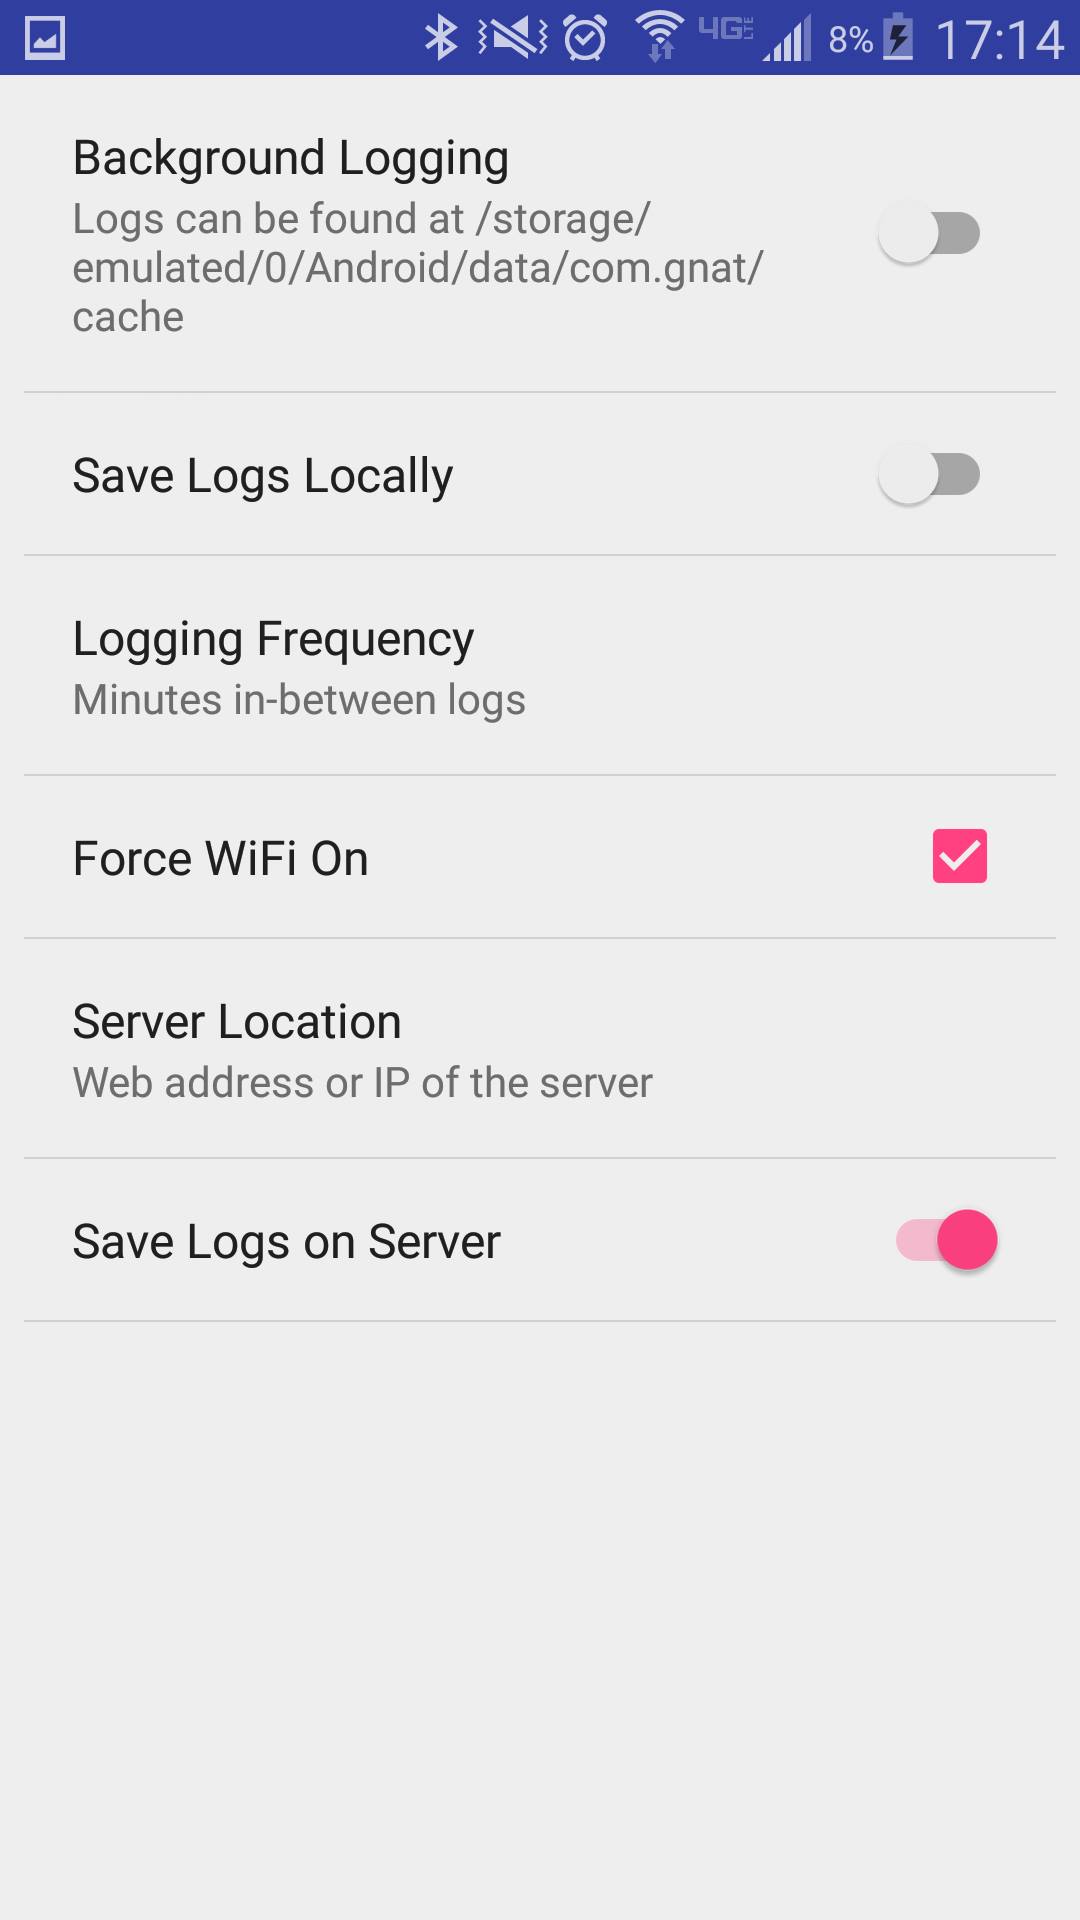 4G LTE 8% 17:14
Background Logging
Logs can be found at /storage/
emulated/0/Android/data/com.gnat/
cache
Save Logs Locally
Logging Frequency
Minutes in-between logs
Force WiFi On
Server Location
Web address or IP of the server
Save Logs on Server